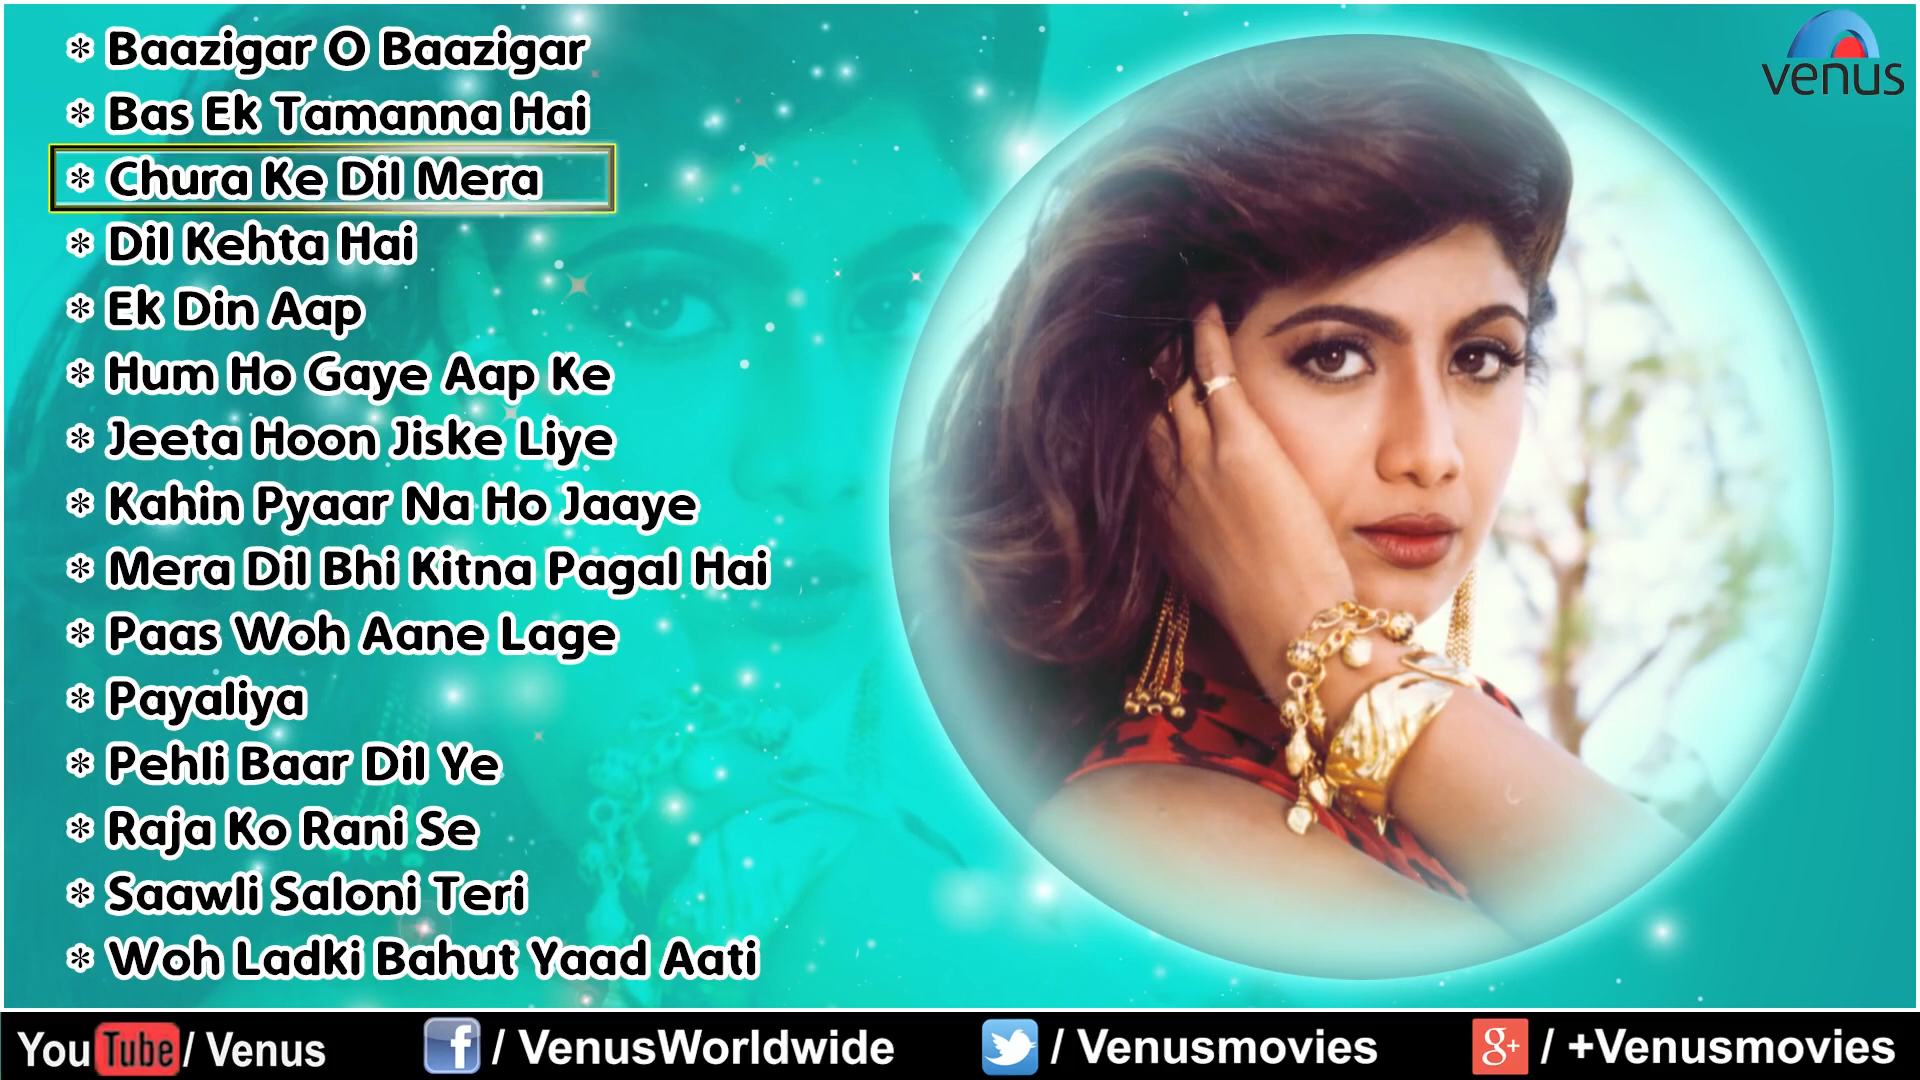 * Baazigar O Baazigar
* Bas Ek Tamanna Hai
* Chura Ke Dil Mera
* Dil Kehta Hai
* Ek Din Aap
* Hum Ho Gaye Aap Ke
* Jeeta Hoon Jiske Liye
* Kahin Pyaar Na Ho Jaaye
* Mera Dil Bhi Kitna Pagal Hai
* Paas Woh Aane Lage
* Payaliya
* Pehli Baar Dil Ye
* Raja Ko Rani Se
* Saawli Saloni Teri
* Woh Ladki Bahut Yaad Aati
venus
YouTube / Venus
f / VenusWorldwide
/ Venusmovies
g+ / +Venusmovies